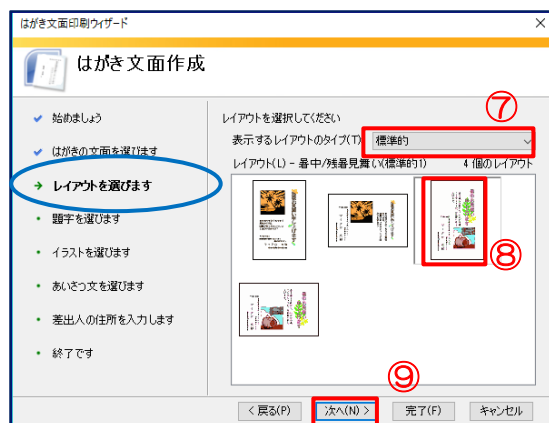 はがき文面印刷ウィザード
はがき文面作成
始めましょう
はがきの文面を選びます
レイアウトを選びます
題字を選びます
イラストを選びます
あいさつ文を選びます
差出人の住所を入力します
終了です
レイアウトを選択してください
⑦
表示するレイアウトのタイプ(T)
標準的
レイアウト(L) - 暑中/残暑見舞い(標準的1)
4 個のレイアウト
⑧
⑨
< 戻る(P)
次へ(N) >
完了(F)
キャンセル